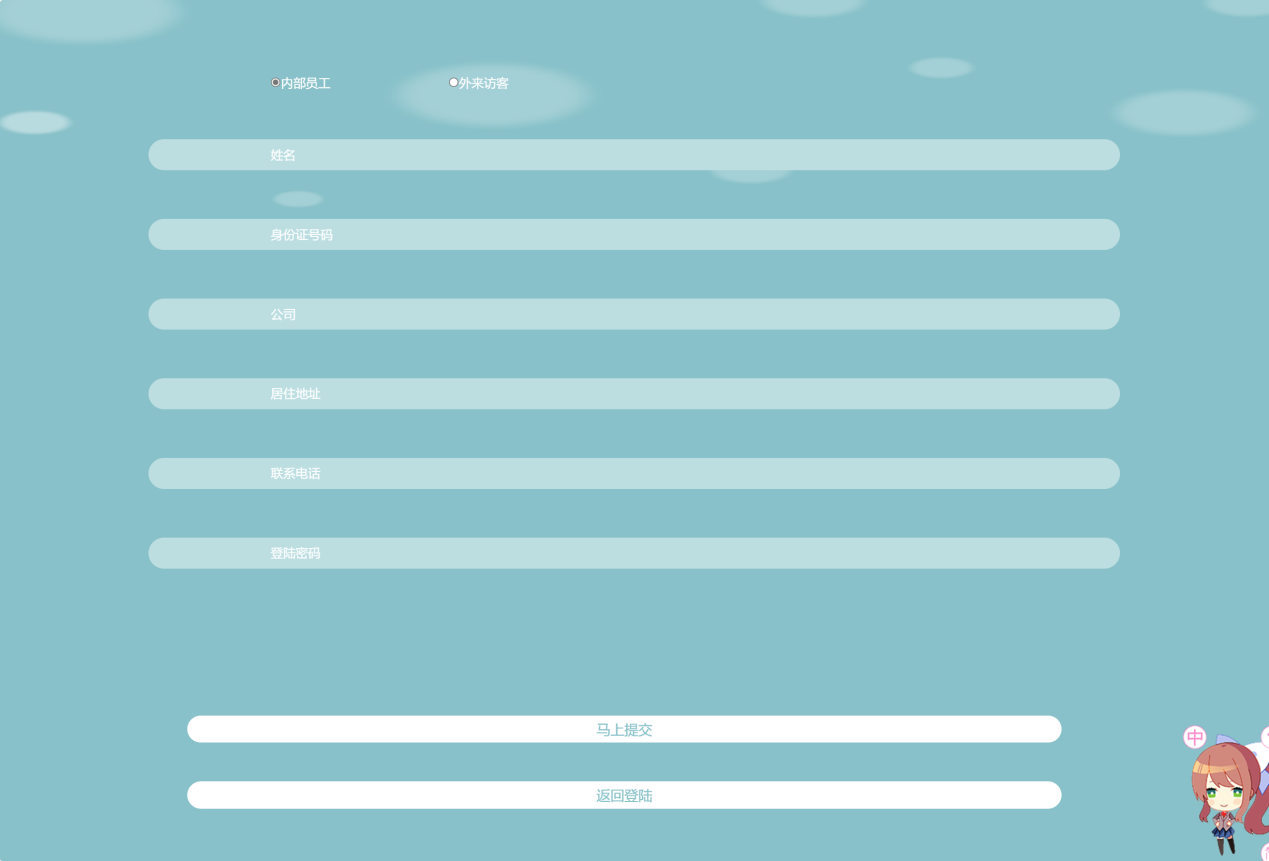 内部员工 外来访客
姓名
身份证号码
公司
居住地址
联系电话
登陆密码
马上提交
中
返回登陆